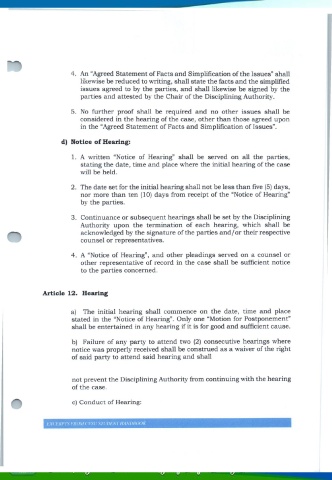 4. An "Agreed Statement of Facts and Simplification of the Issues" shall
likewise be reduced to writing, shall state the facts and the simplified
issues agreed to by the parties, and shall likewise be signed by the
parties and attested by the Chair of the Disciplining Authority.
5. No further proof shall be required and no other issues shall be
considered in the hearing of the case, other than those agreed upon
in the "Agreed Statement of Facts and Simplification of Issues".
d) Notice of Hearing:
1. A written "Notice of Hearing" shall be served on all the parties,
stating the date, time and place where the initial hearing of the case
will be held.
2. The date set for the initial hearing shall not be less than five (5) days,
nor more than ten (10) days from receipt of the "Notice of Hearing"
by the parties.
3. Continuance or subsequent hearings shall be set by the Disciplining
Authority upon the termination of each hearing, which shall be
acknowledged by the signature of the parties and/or their respective
counsel or representatives.
4. A "Notice of Hearing", and other pleadings served on a counsel or
other representative of record in the case shall be sufficient notice
to the parties concerned.
Article 12. Hearing
a) The initial hearing shall commence on the date, time and place
stated in the "Notice of Hearing". Only one "Motion for Postponement"
shall be entertained in any hearing if it is for good and sufficient cause.
b) Failure of any party to attend two (2) consecutive hearings where
notice was properly received shall be construed as a waiver of the right
of said party to attend said hearing and shall
not prevent the Disciplining Authority from continuing with the hearing
of the case.
c) Conduct of Hearing:
STUDENT HANDBOOK